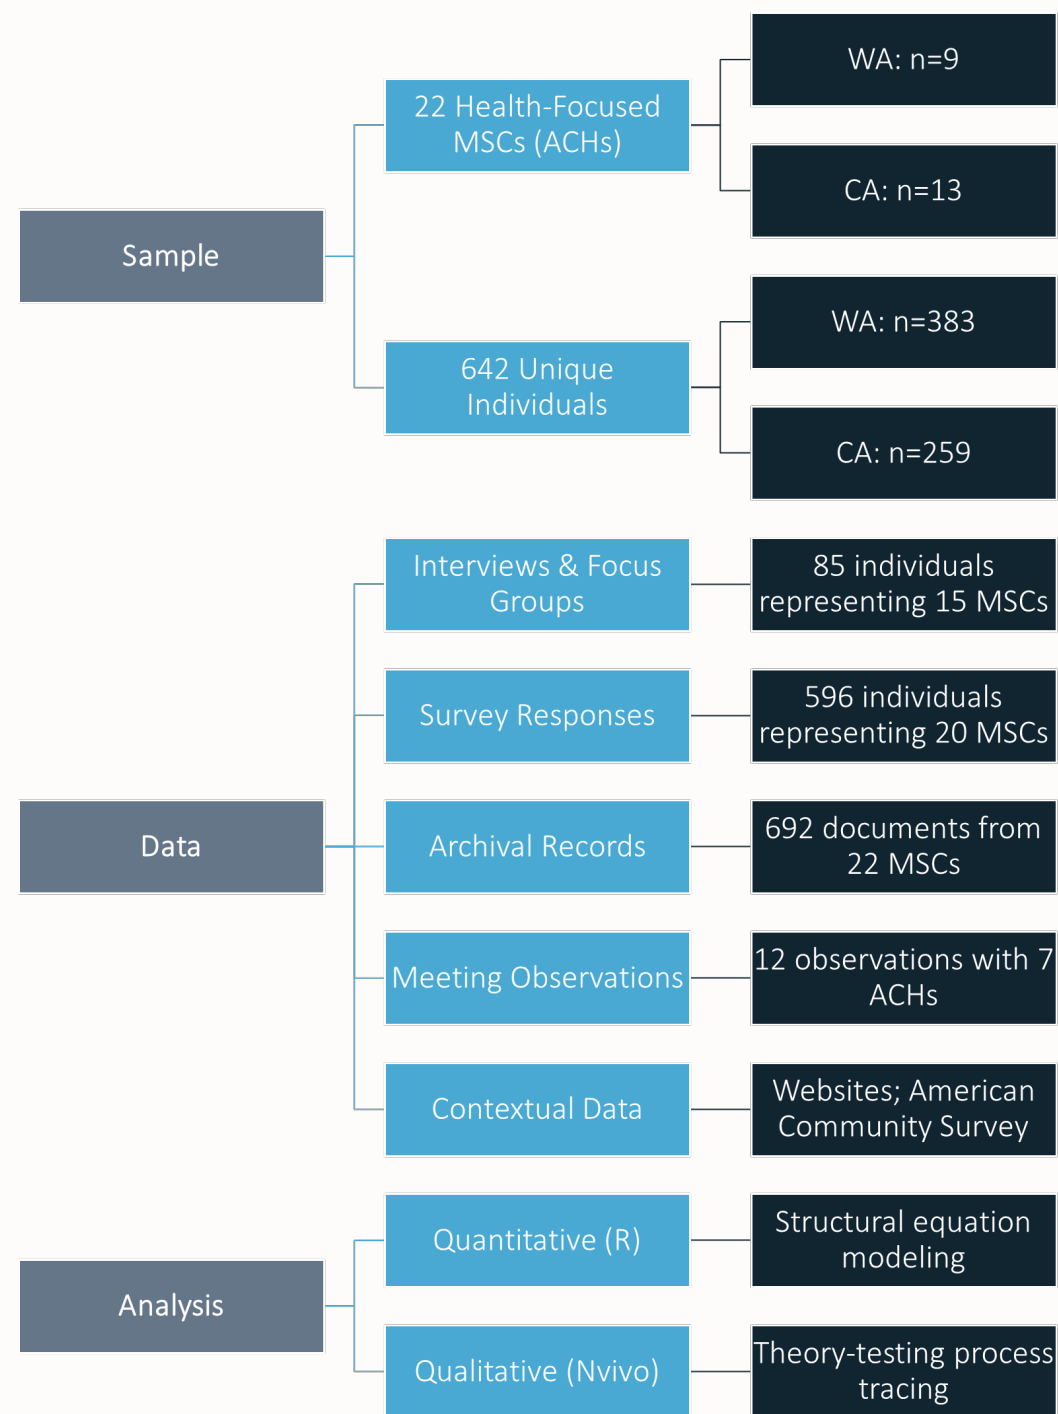 Sample
22 Health-Focused
MSCs (ACHs)
WA: n=9
CA: n=13
642 Unique
Individuals
WA: n=383
CA: n=259
Data
Interviews & Focus
Groups
85 individuals
representing 15 MSCs
Survey Responses
596 individuals
representing 20 MSCs
Archival Records
692 documents from
22 MSCs
Meeting Observations
12 observations with 7
ACHs
Contextual Data
Websites; American
Community Survey
Analysis
Quantitative (R)
Structural equation
modeling
Qualitative (Nvivo)
Theory-testing process
tracing